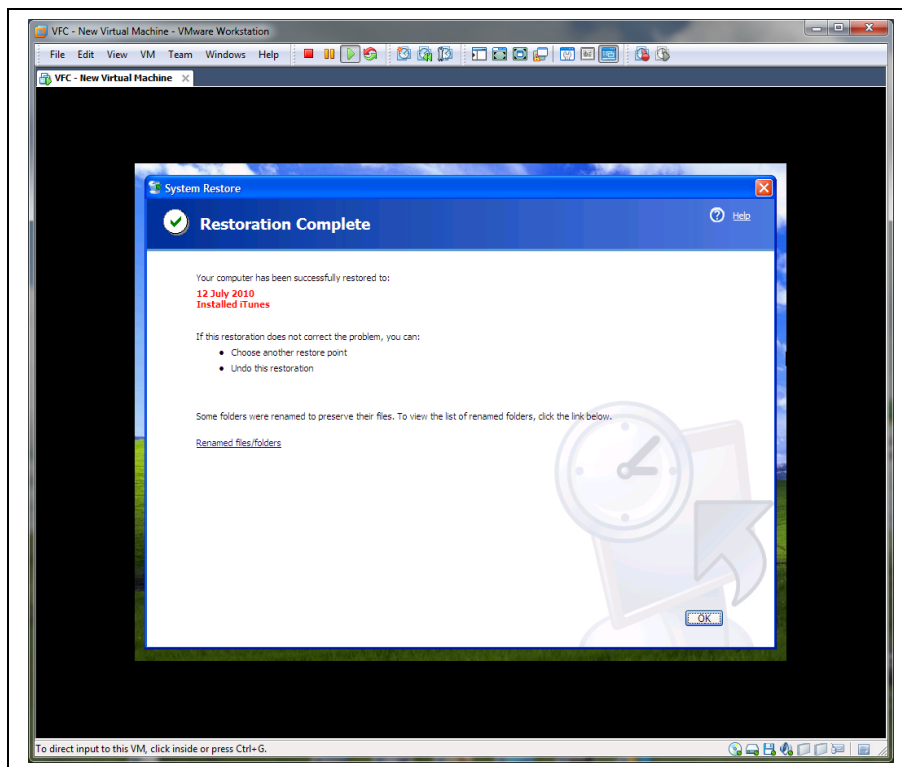 VFC - New Virtual Machine - VMware Workstation
File Edit View VM Team Windows Help
VFC - New Virtual Machine
System Restore
Restoration Complete
Help
Your computer has been successfully restored to:
12 July 2010
Installed iTunes
If this restoration does not correct the problem, you can:
Choose another restore point
Undo this restoration
Some folders were renamed to preserve their files. To view the list of renamed folders, click the link below.
Renamed files/folders
OK
To direct input to this VM, click inside or press Ctrl+G.